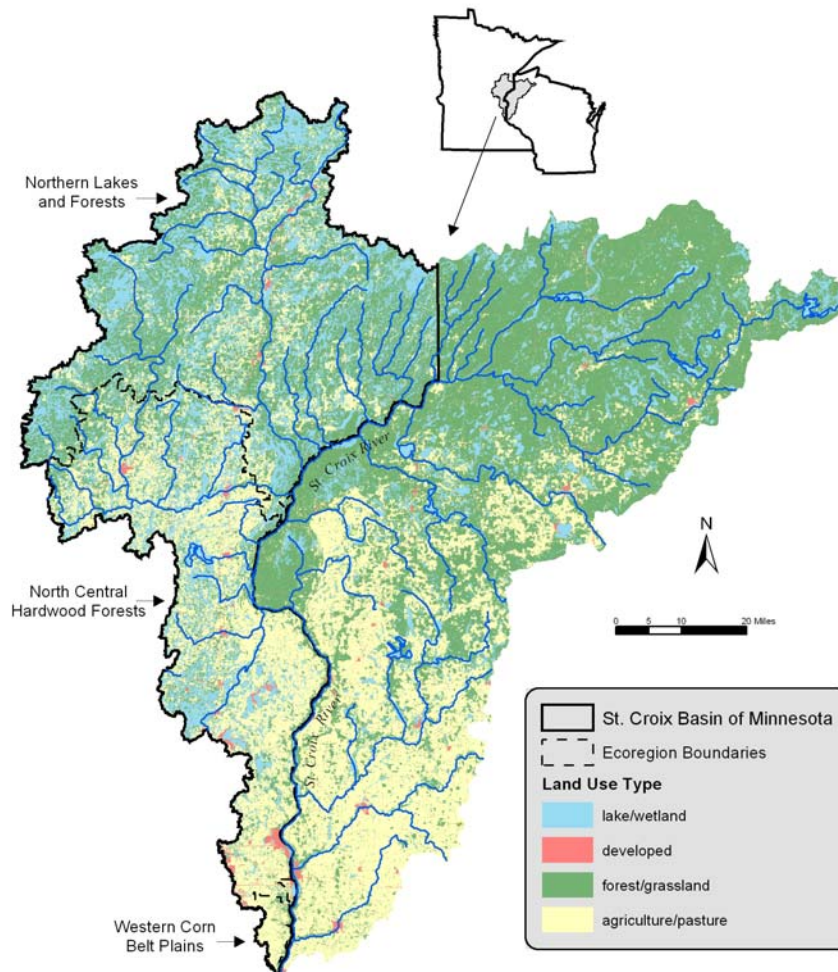 Northern Lakes
and Forests
St. Croix River
N
North Central
Hardwood Forests
0 5 10 20 Miles
St. Croix River
St. Croix Basin of Minnesota
Ecoregion Boundaries
Land Use Type
lake/wetland
developed
forest/grassland
agriculture/pasture
Western Corn
Belt Plains